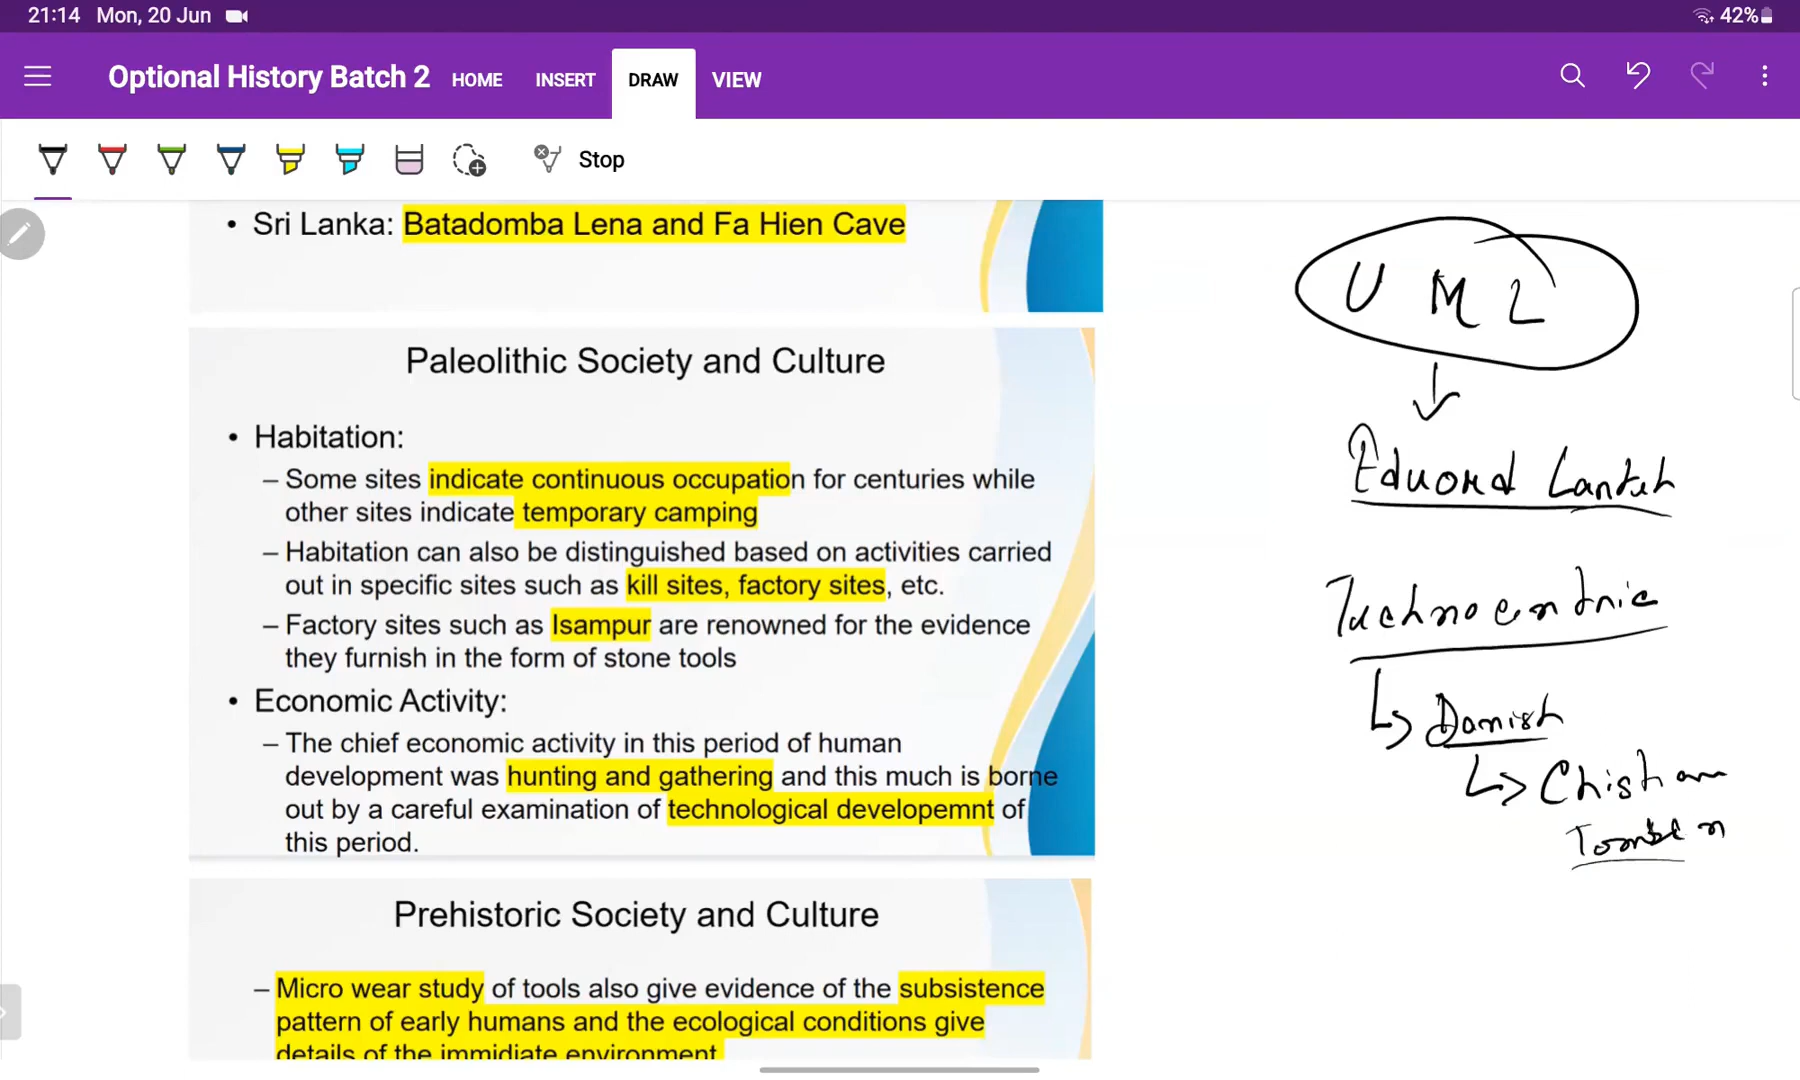 21:14 Mon, 20 Jun
42%
Optional History Batch 2 HOME INSERT DRAW VIEW
Stop
• Sri Lanka: Batadomba Lena and Fa Hien Cave
Paleolithic Society and Culture
• Habitation:
– Some sites indicate continuous occupation for centuries while
other sites indicate temporary camping
– Habitation can also be distinguished based on activities carried
out in specific sites such as kill sites, factory sites, etc.
– Factory sites such as Isampur are renowned for the evidence
they furnish in the form of stone tools
• Economic Activity:
– The chief economic activity in this period of human
development was hunting and gathering and this much is borne
out by a careful examination of technological developemnt of
this period.
Prehistoric Society and Culture
– Micro wear study of tools also give evidence of the subsistence
pattern of early humans and the ecological conditions give
details of the immidiate environment.
U M L
Technocentric
Danish